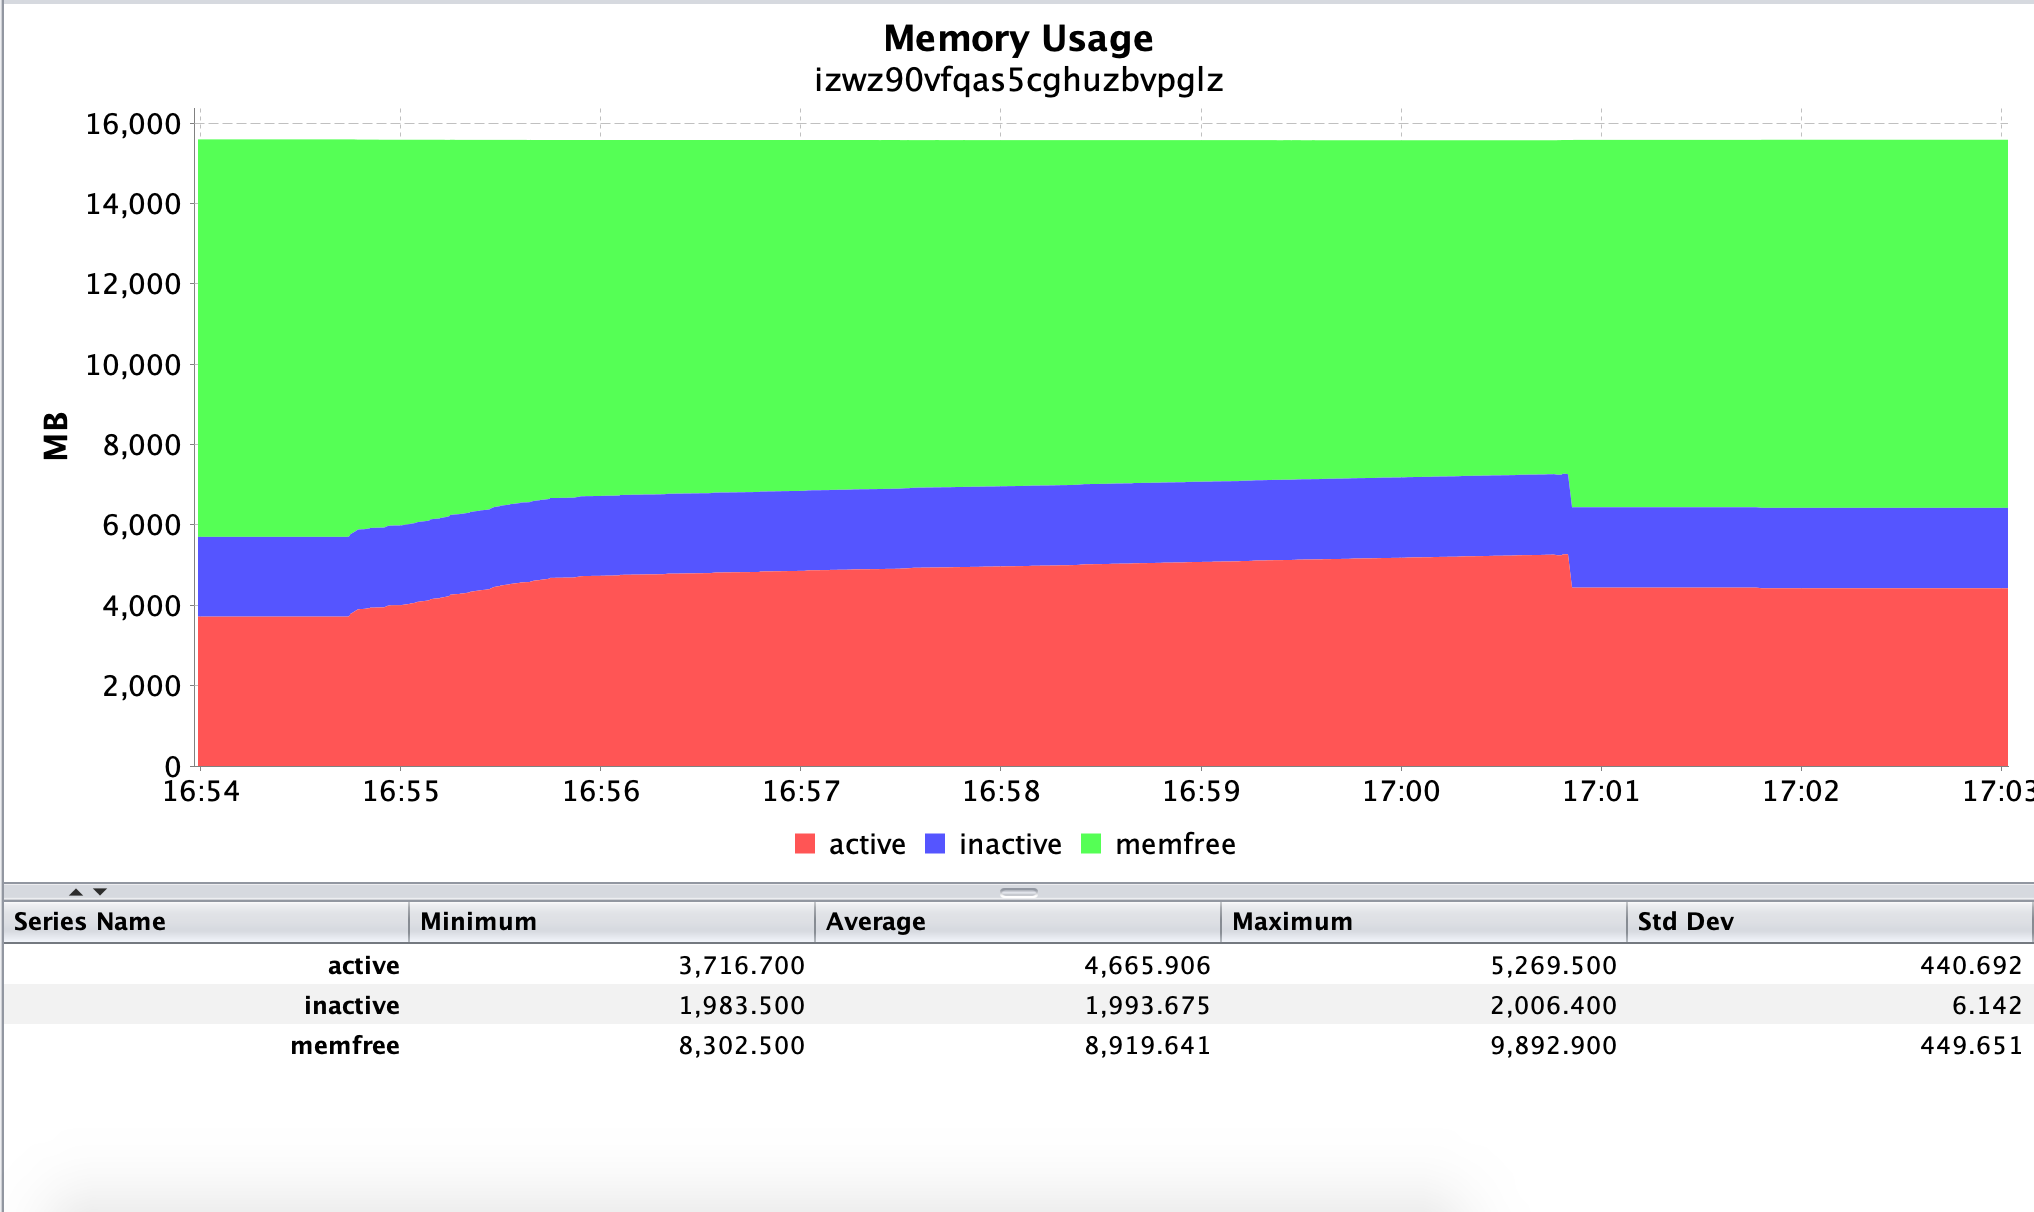 Memory Usage
izwz90vfqas5cghuzbvpglz
16,000
14,000
12,000
10,000
8,000
6,000
4,000
2,000
0
MB
16:54 16:55 16:56 16:57 16:58 16:59 17:00 17:01 17:02 17:03
active inactive memfree
Series Name Minimum Average Maximum Std Dev
active 3,716.700 4,665.906 5,269.500 440.692
inactive 1,983.500 1,993.675 2,006.400 6.142
memfree 8,302.500 8,919.641 9,892.900 449.651